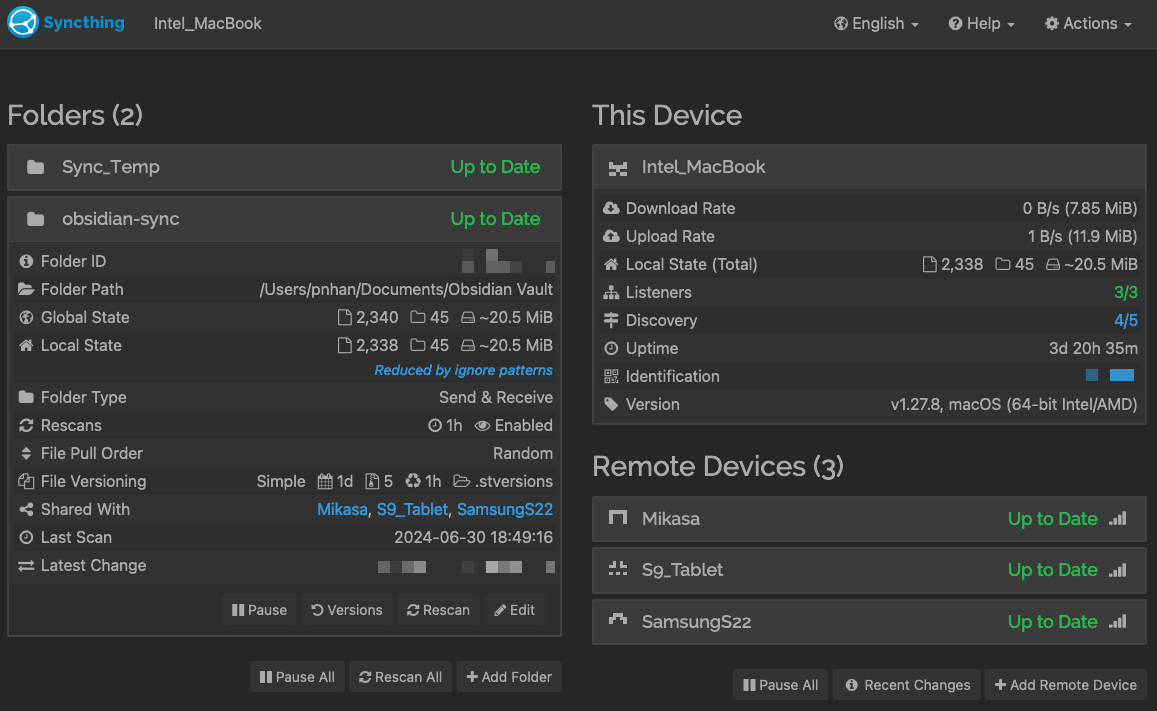 Syncthing Intel_MacBook English Help Actions
Folders (2)
Sync_Temp Up to Date
obsidian-sync Up to Date
Folder ID
Folder Path /Users/pnhan/Documents/Obsidian Vault
Global State 2,340 45 ~20.5 MiB
Local State 2,338 45 ~20.5 MiB
Reduced by ignore patterns
Folder Type Send & Receive
Rescans 1h Enabled
File Pull Order Random
File Versioning Simple 1d 5 1h .stversions
Shared With Mikasa, S9_Tablet, SamsungS22
Last Scan 2024-06-30 18:49:16
Latest Change
Pause Versions Rescan Edit
Pause All Rescan All + Add Folder
This Device
Intel_MacBook
Download Rate 0 B/s (7.85 MiB)
Upload Rate 1 B/s (11.9 MiB)
Local State (Total) 2,338 45 ~20.5 MiB
Listeners 3/3
Discovery 4/5
Uptime 3d 20h 35m
Identification
Version v1.27.8, macOS (64-bit Intel/AMD)
Remote Devices (3)
Mikasa Up to Date
S9_Tablet Up to Date
SamsungS22 Up to Date
Pause All Recent Changes + Add Remote Device